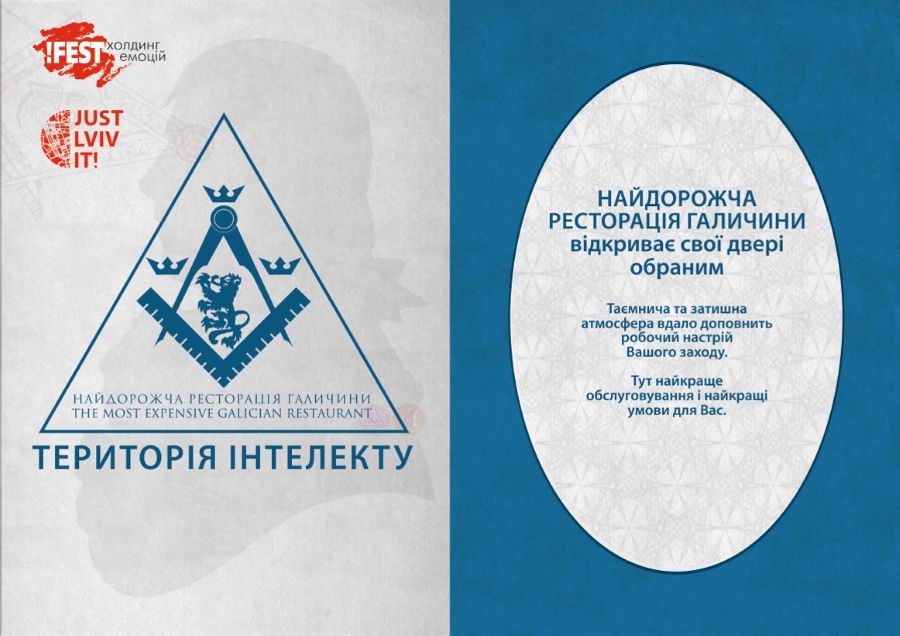 !FEST
холдинг
емоцій
JUST
LVIV
IT!
НАЙДОРОЖЧА РЕСТОРАЦІЯ ГАЛИЧИНИ
THE MOST EXPENSIVE GALICIAN RESTAURANT
ТЕРИТОРІЯ ІНТЕЛЕКТУ
НАЙДОРОЖЧА
РЕСТОРАЦІЯ ГАЛИЧИНИ
відкриває свої двері
обраним
Таємнича та затишна
атмосфера вдало доповнить
робочий настрій
Вашого заходу.
Тут найкраще
обслуговування і найкращі
умови для Вас.